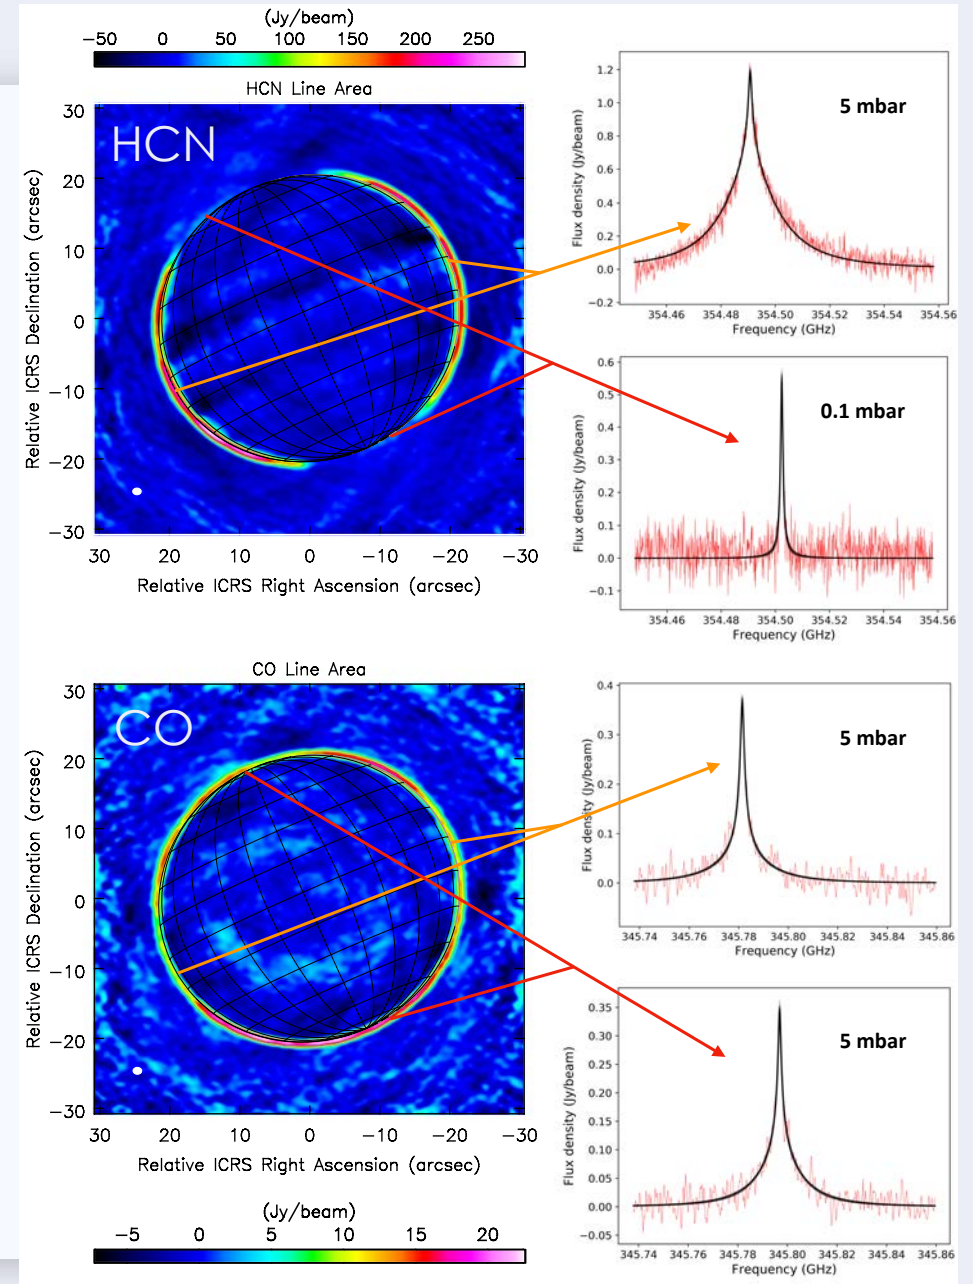 (Jy/beam)
−50 0 50 100 150 200 250
HCN Line Area
HCN
30
20
10
0
−10
−20
−30
Relative ICRS Declination (arcsec)
30 20 10 0 −10 −20 −30
Relative ICRS Right Ascension (arcsec)
5 mbar
1.2
1.0
0.8
0.6
0.4
0.2
0.0
−0.2
Flux density (Jy/beam)
354.46 354.48 354.50 354.52 354.54 354.56
Frequency (GHz)
0.1 mbar
0.6
0.5
0.4
0.3
0.2
0.1
0.0
−0.1
Flux density (Jy/beam)
354.46 354.48 354.50 354.52 354.54 354.56
Frequency (GHz)
CO Line Area
CO
30
20
10
0
−10
−20
−30
Relative ICRS Declination (arcsec)
30 20 10 0 −10 −20 −30
Relative ICRS Right Ascension (arcsec)
(Jy/beam)
−5 0 5 10 15 20
5 mbar
0.4
0.3
0.2
0.1
0.0
Flux density (Jy/beam)
345.74 345.76 345.78 345.80 345.82 345.84 345.86
Frequency (GHz)
5 mbar
0.35
0.30
0.25
0.20
0.15
0.10
0.05
0.00
−0.05
Flux density (Jy/beam)
345.74 345.76 345.78 345.80 345.82 345.84 345.86
Frequency (GHz)